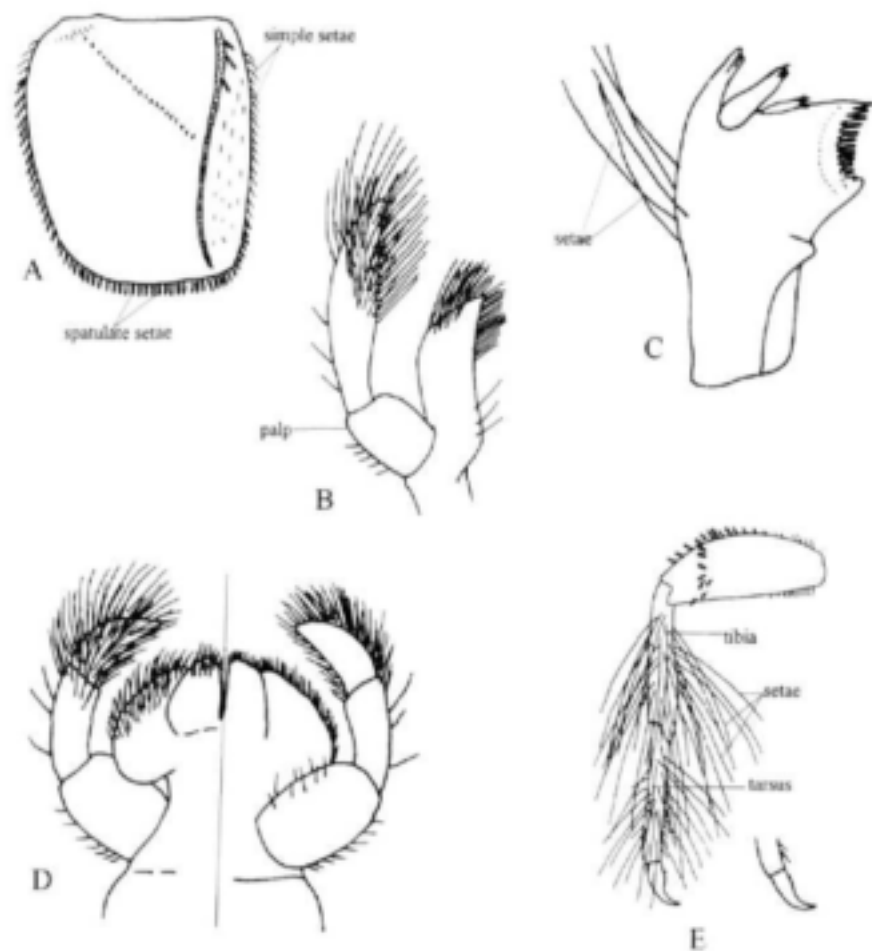 simple setae
A
spatulate setae
palp
B
setae
C
D
tibia
setae
tarsus
E